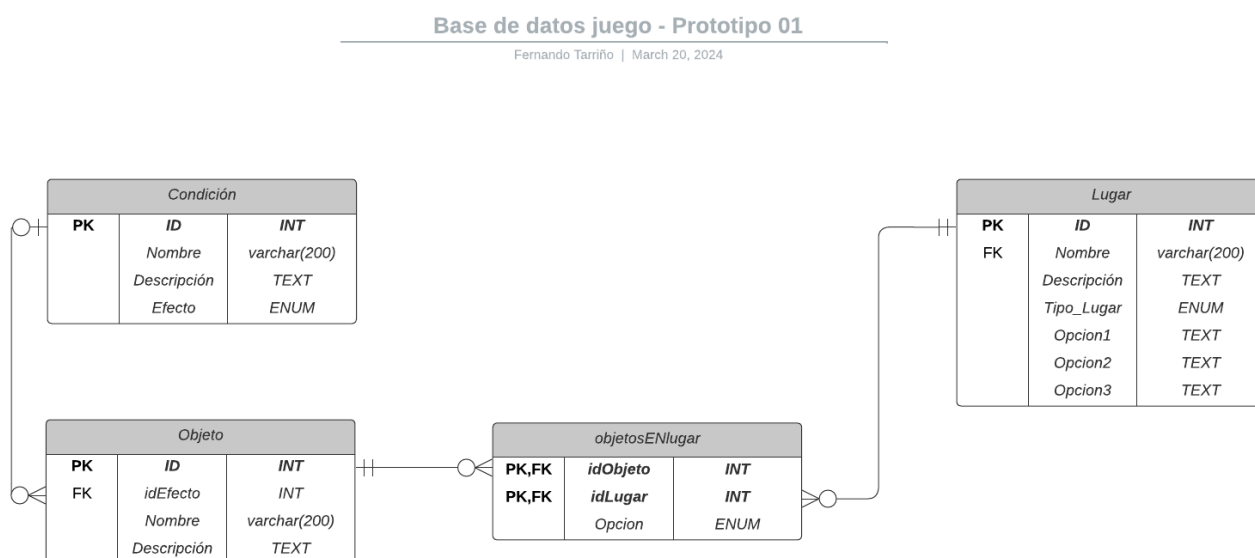 Base de datos juego - Prototipo 01
Fernando Tarriño | March 20, 2024
Condición
PK ID INT
Nombre varchar(200)
Descripción TEXT
Efecto ENUM
Lugar
PK ID INT
FK Nombre varchar(200)
Descripción TEXT
Tipo_Lugar ENUM
Opcion1 TEXT
Opcion2 TEXT
Opcion3 TEXT
Objeto
PK ID INT
FK idEfecto INT
Nombre varchar(200)
Descripción TEXT
objetosENlugar
PK,FK idObjeto INT
PK,FK idLugar INT
Opcion ENUM